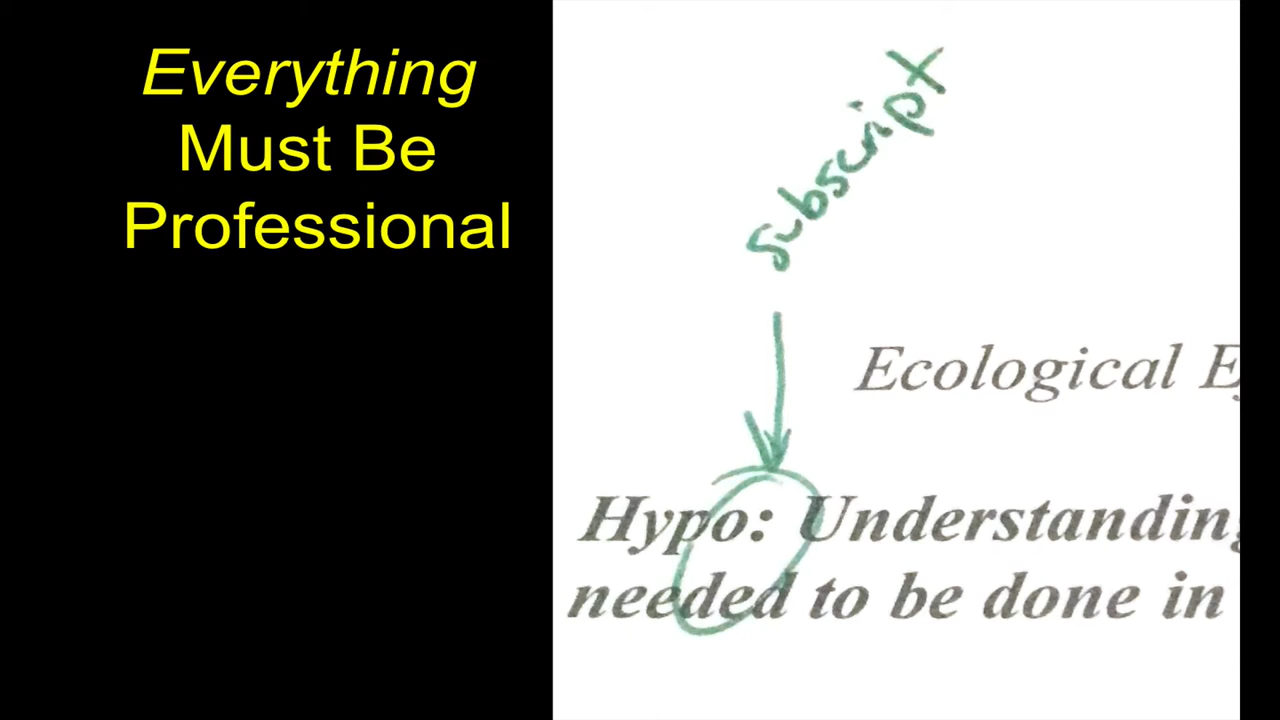 Everything
Must Be
Professional
subscript
Ecological
Hypo: Understanding
needed to be done in